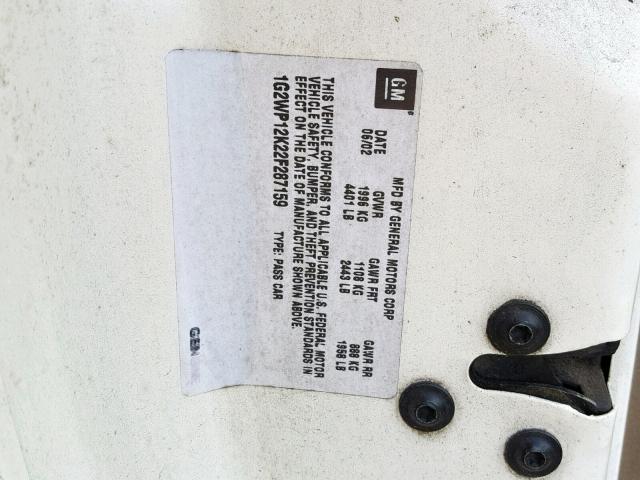 GM
MFD BY GENERAL MOTORS CORP
DATE GVWR GAWR FRT GAWR RR
06/02 1996 KG 1108 KG 888 KG
4401 LB 2443 LB 1958 LB
THIS VEHICLE CONFORMS TO ALL APPLICABLE U.S. FEDERAL MOTOR
VEHICLE SAFETY, BUMPER, AND THEFT PREVENTION STANDARDS IN
EFFECT ON THE DATE OF MANUFACTURE SHOWN ABOVE.
1G2WP12K22F287159 TYPE: PASS CAR